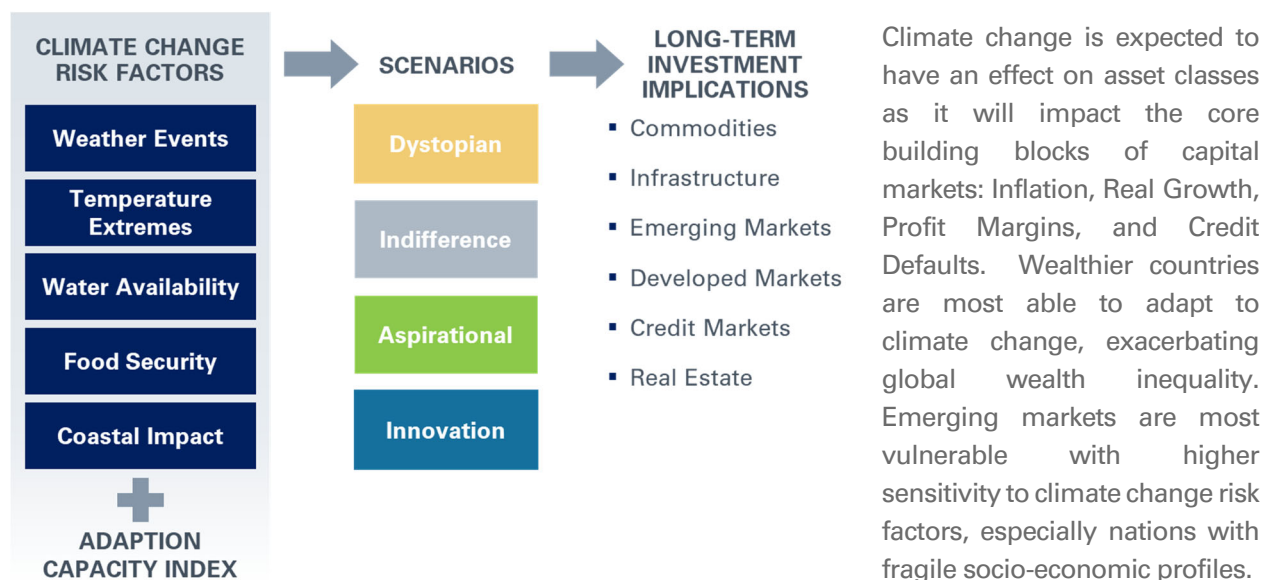 CLIMATE CHANGE
RISK FACTORS
Weather Events
Temperature
Extremes
Water Availability
Food Security
Coastal Impact
ADAPTION
CAPACITY INDEX
SCENARIOS
Dystopian
Indifference
Aspirational
Innovation
LONG-TERM
INVESTMENT
IMPLICATIONS
▪ Commodities
▪ Infrastructure
▪ Emerging Markets
▪ Developed Markets
▪ Credit Markets
▪ Real Estate
Climate change is expected to
have an effect on asset classes
as it will impact the core
building blocks of capital
markets: Inflation, Real Growth,
Profit Margins, and Credit
Defaults. Wealthier countries
are most able to adapt to
climate change, exacerbating
global wealth inequality.
Emerging markets are most
vulnerable with higher
sensitivity to climate change risk
factors, especially nations with
fragile socio-economic profiles.